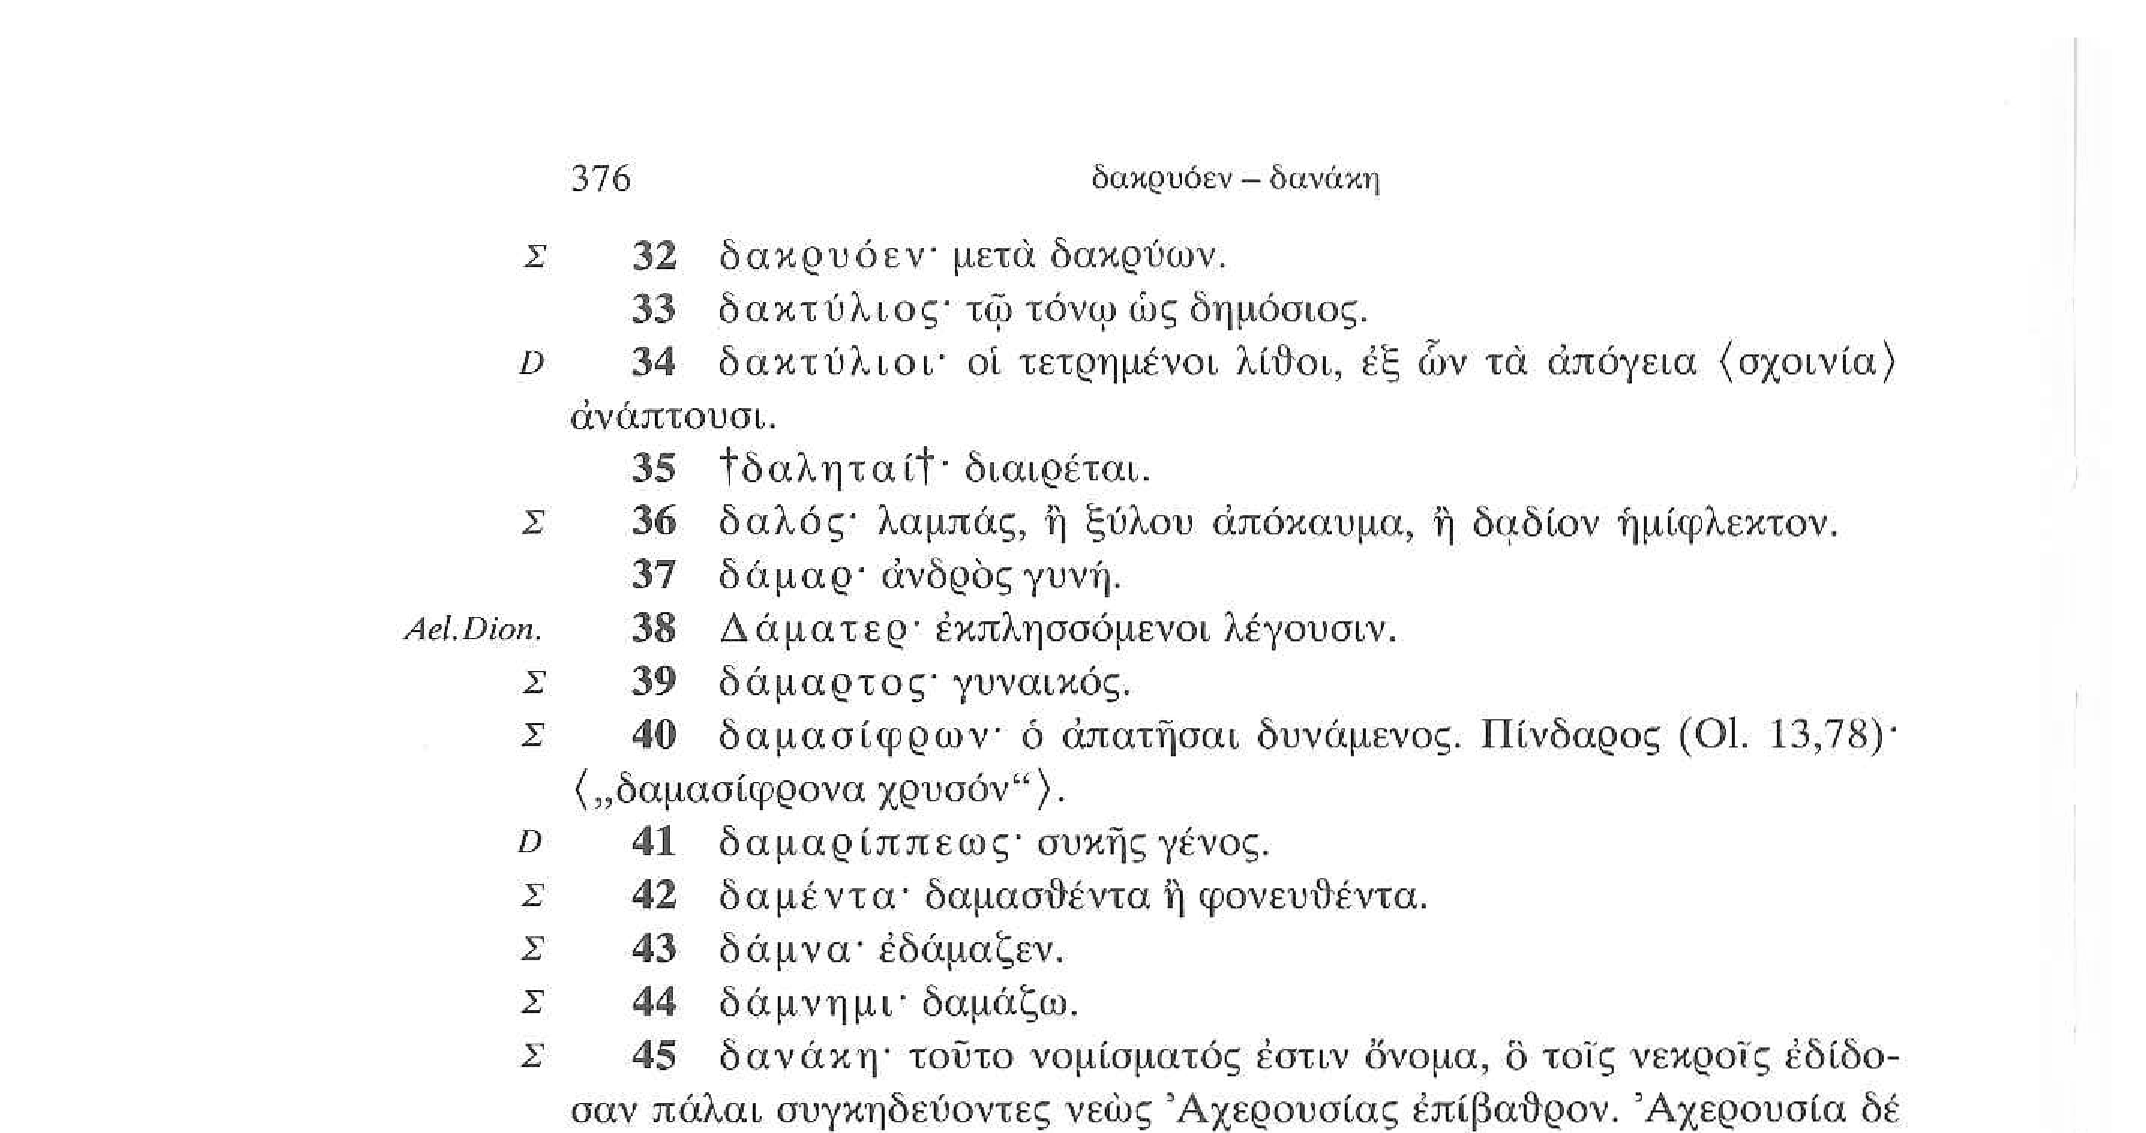 376 δακρυόεν – δανάκη
Σ 32 δακρυόεν· μετὰ δακρύων.
33 δακτύλιος· τῷ τόνῳ ὡς δημόσιος.
D 34 δακτύλιοι· οἱ τετρημένοι λίθοι, ἐξ ὧν τὰ ἀπόγεια ⟨σχοινία⟩
ἀνάπτουσι.
35 †δαληταί†· διαιρέται.
Σ 36 δαλός· λαμπάς, ἢ ξύλου ἀπόκαυμα, ἢ δᾳδίον ἡμίφλεκτον.
37 δάμαρ· ἀνδρὸς γυνή.
Ael.Dion. 38 Δάματερ· ἐκπλησσόμενοι λέγουσιν.
Σ 39 δάμαρτος· γυναικός.
Σ 40 δαμασίφρων· ὁ ἀπατῆσαι δυνάμενος. Πίνδαρος (Ol. 13,78)·
⟨„δαμασίφρονα χρυσόν“⟩.
D 41 δαμαρίππεως· συκῆς γένος.
Σ 42 δαμέντα· δαμασθέντα ἢ φονευθέντα.
Σ 43 δάμνα· ἐδάμαζεν.
Σ 44 δάμνημι· δαμάζω.
Σ 45 δανάκη· τοῦτο νομίσματός ἐστιν ὄνομα, ὃ τοῖς νεκροῖς ἐδίδο-
σαν πάλαι συγκηδεύοντες νεὼς Ἀχερουσίας ἐπίβαθρον. Ἀχερουσία δέ